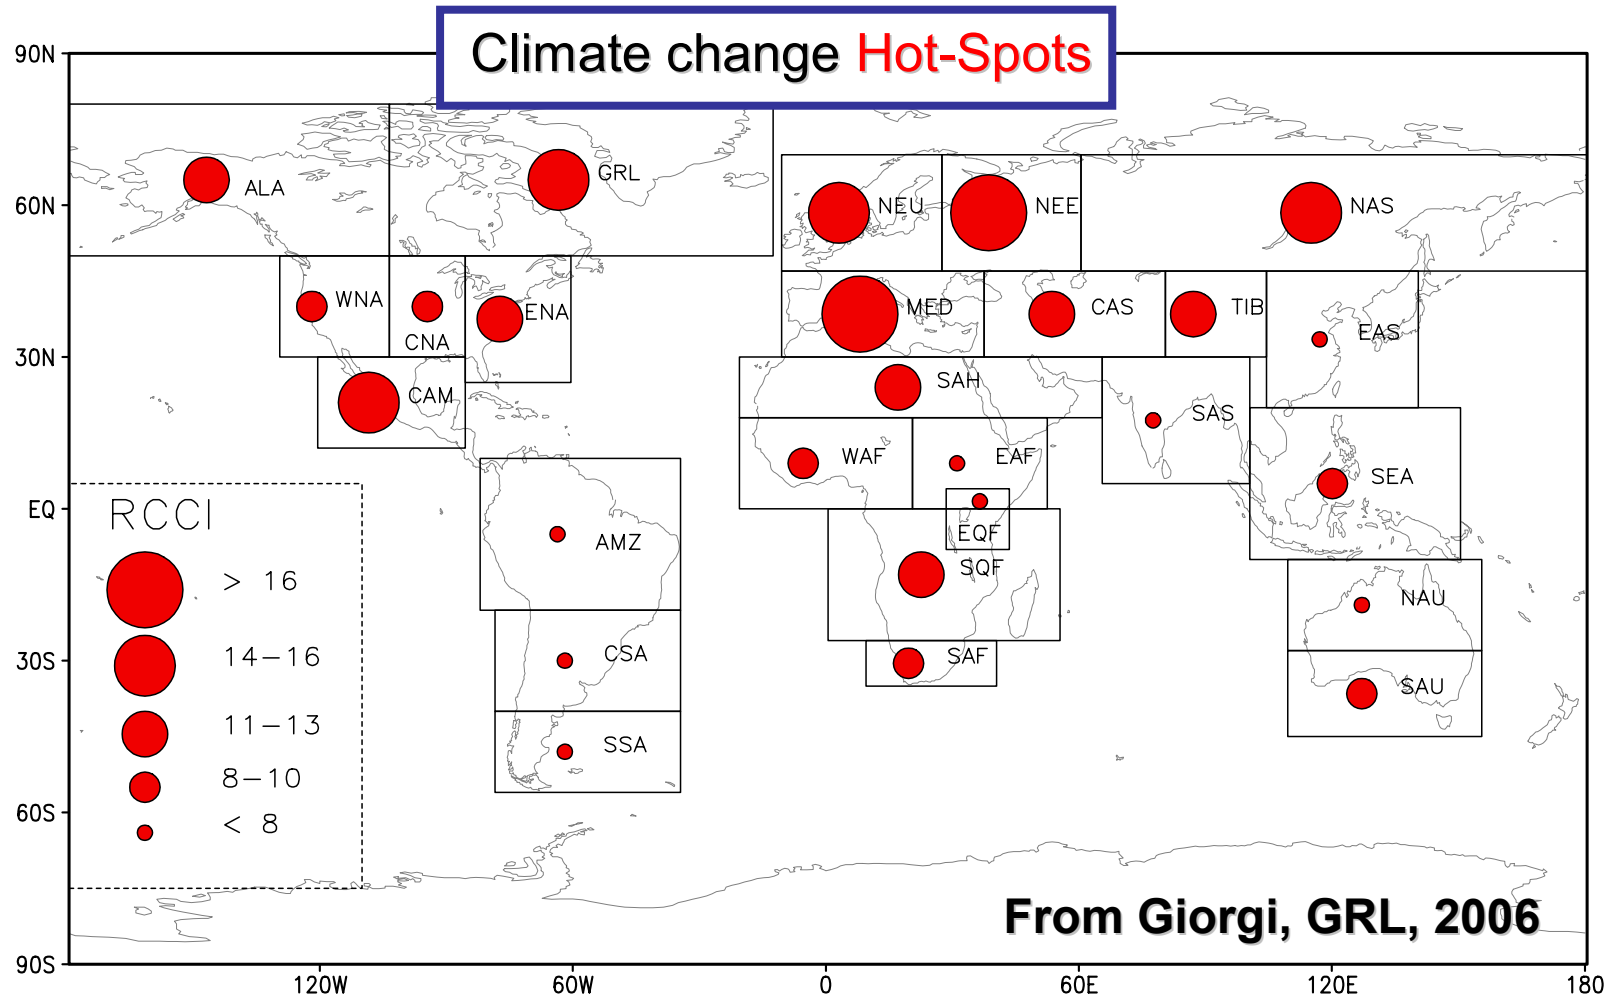 Climate change Hot-Spots
90N
60N
30N
EQ
30S
60S
90S
120W
60W
0
60E
120E
180
ALA
GRL
NEU
NEE
NAS
WNA
CNA
ENA
MED
CAS
TIB
EAS
CAM
SAH
SAS
WAF
EAF
SEA
EQF
AMZ
SQF
NAU
CSA
SAF
SAU
SSA
RCCI
> 16
14-16
11-13
8-10
< 8
From Giorgi, GRL, 2006